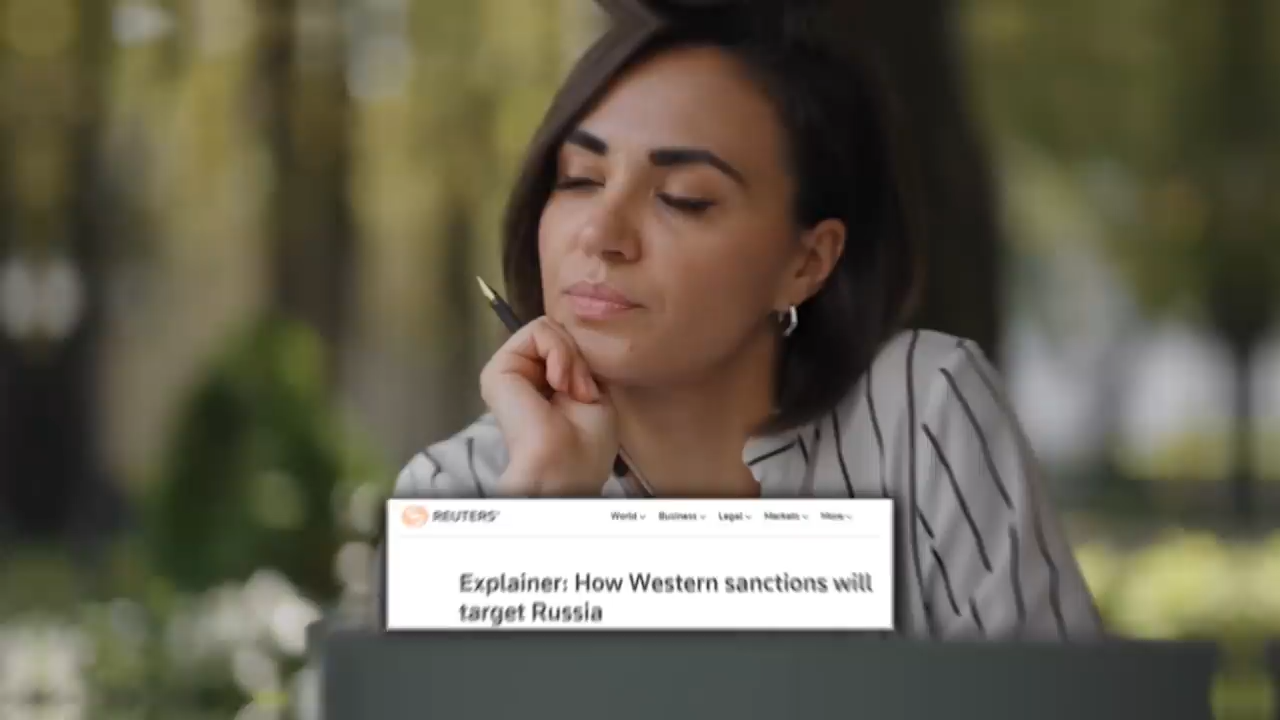 REUTERS
World Business Legal Markets More
Explainer: How Western sanctions will
target Russia